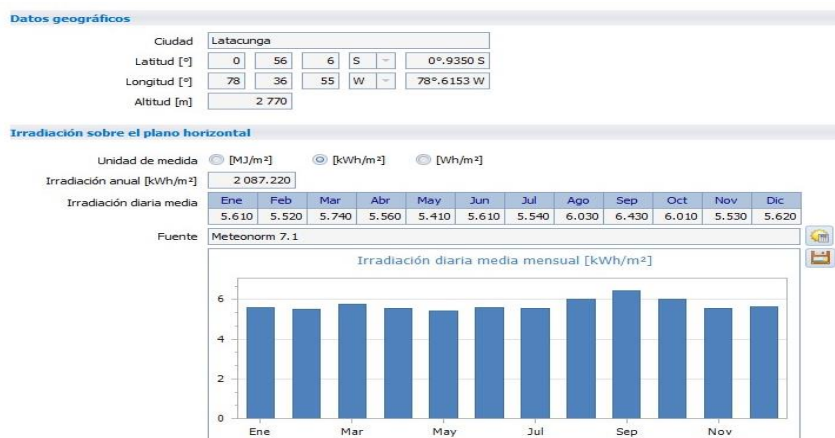 Datos geográficos
Ciudad Latacunga
Latitud [°] 0 56 6 S 0°.9350 S
Longitud [°] 78 36 55 W 78°.6153 W
Altitud [m] 2 770
Irradiación sobre el plano horizontal
Unidad de medida [MJ/m²] [kWh/m²] [Wh/m²]
Irradiación anual [kWh/m²] 2 087.220
Irradiación diaria media Ene Feb Mar Abr May Jun Jul Ago Sep Oct Nov Dic
5.610 5.520 5.740 5.560 5.410 5.610 5.540 6.030 6.430 6.010 5.530 5.620
Fuente Meteonorm 7.1
Irradiación diaria media mensual [kWh/m²]
6
4
2
0
Ene Mar May Jul Sep Nov